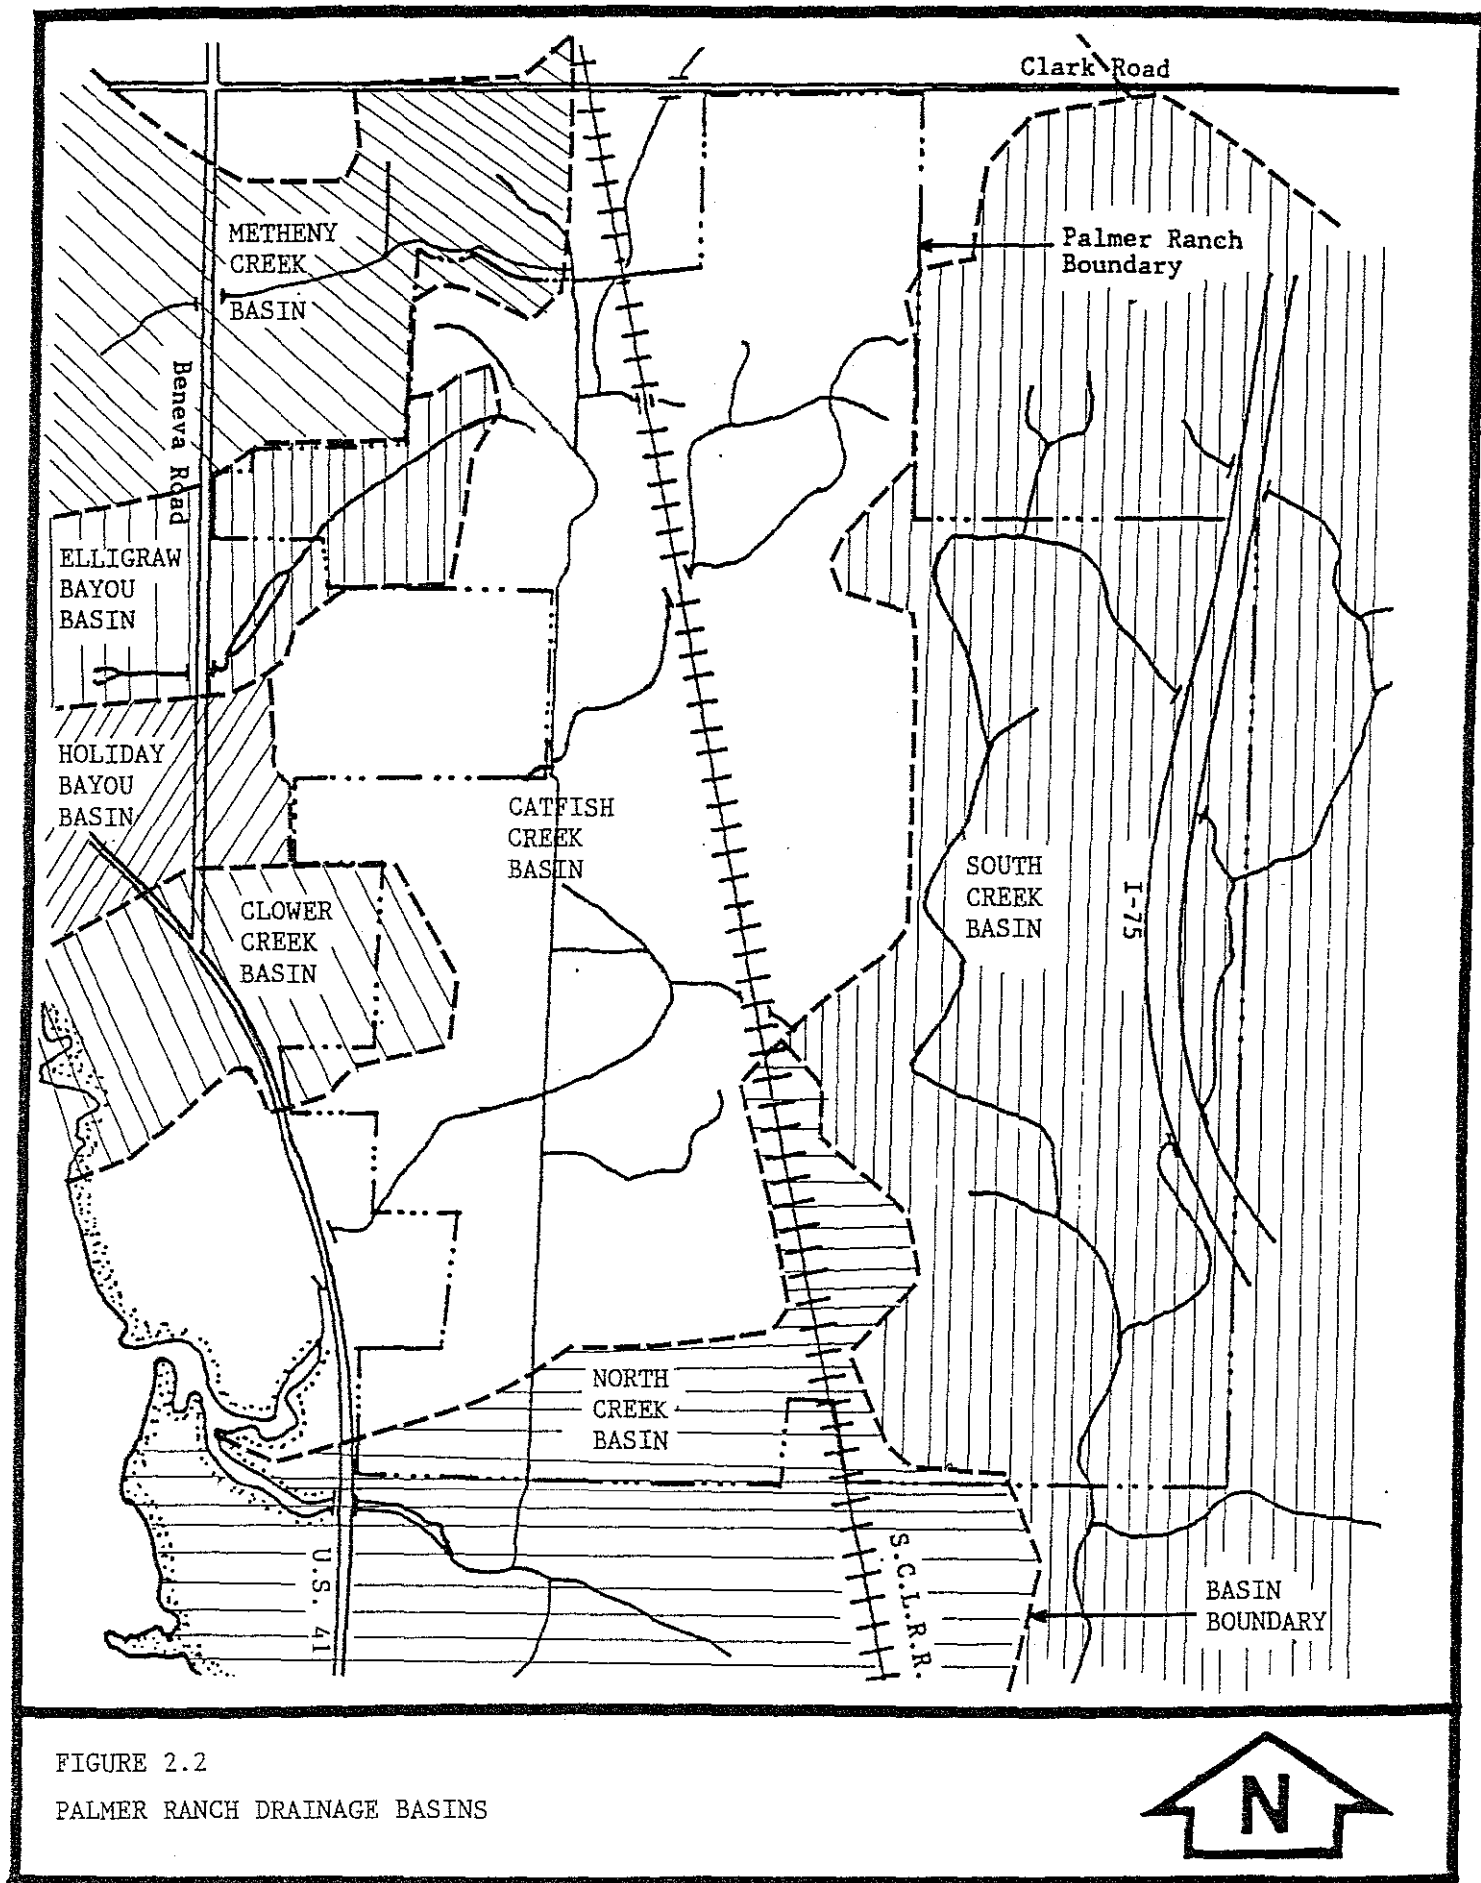 Clark Road
METHENY
CREEK
BASIN
Palmer Ranch
Boundary
Beneva Road
ELLIGRAW
BAYOU
BASIN
HOLIDAY
BAYOU
BASIN
CATFISH
CREEK
BASIN
SOUTH
CREEK
BASIN
I-75
CLOWER
CREEK
BASIN
NORTH
CREEK
BASIN
U.S. 41
S.C.L.R.R.
BASIN
BOUNDARY
FIGURE 2.2
PALMER RANCH DRAINAGE BASINS
N